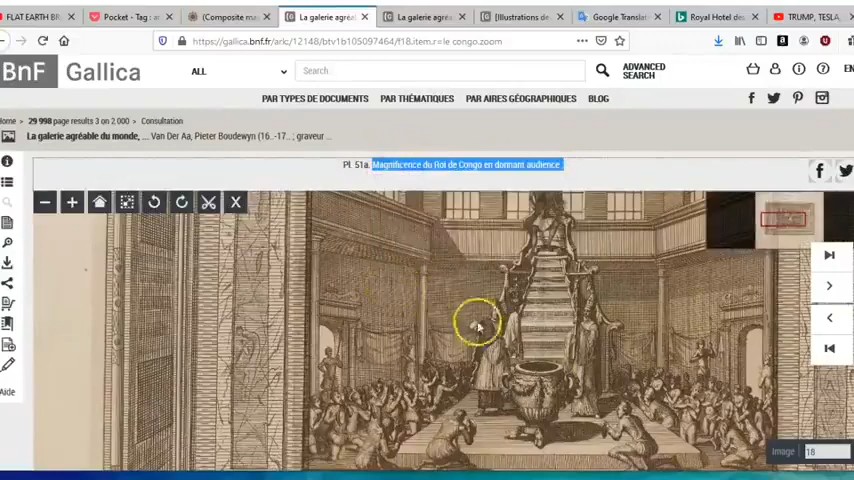 FLAT EARTH BR
Pocket - Tag : a
(Composite ma
La galerie agréal
La galerie agréa
[Illustrations de
Google Translat
Royal Hotel des
TRUMP, TESLA,
https://gallica.bnf.fr/ark:/12148/btv1b105097464/f18.item.r=le congo.zoom
BnF Gallica
ALL
Search...
ADVANCED
SEARCH
EN
PAR TYPES DE DOCUMENTS
PAR THÉMATIQUES
PAR AIRES GÉOGRAPHIQUES
BLOG
Home > 29 998 page results 3 on 2 000 > Consultation
La galerie agréable du monde, ... Van Der Aa, Pieter Boudewyn (16..-17.. ; graveur ...
Pl. 51a. Magnificence du Roi de Congo en donnant audience :
Aide
Image 18